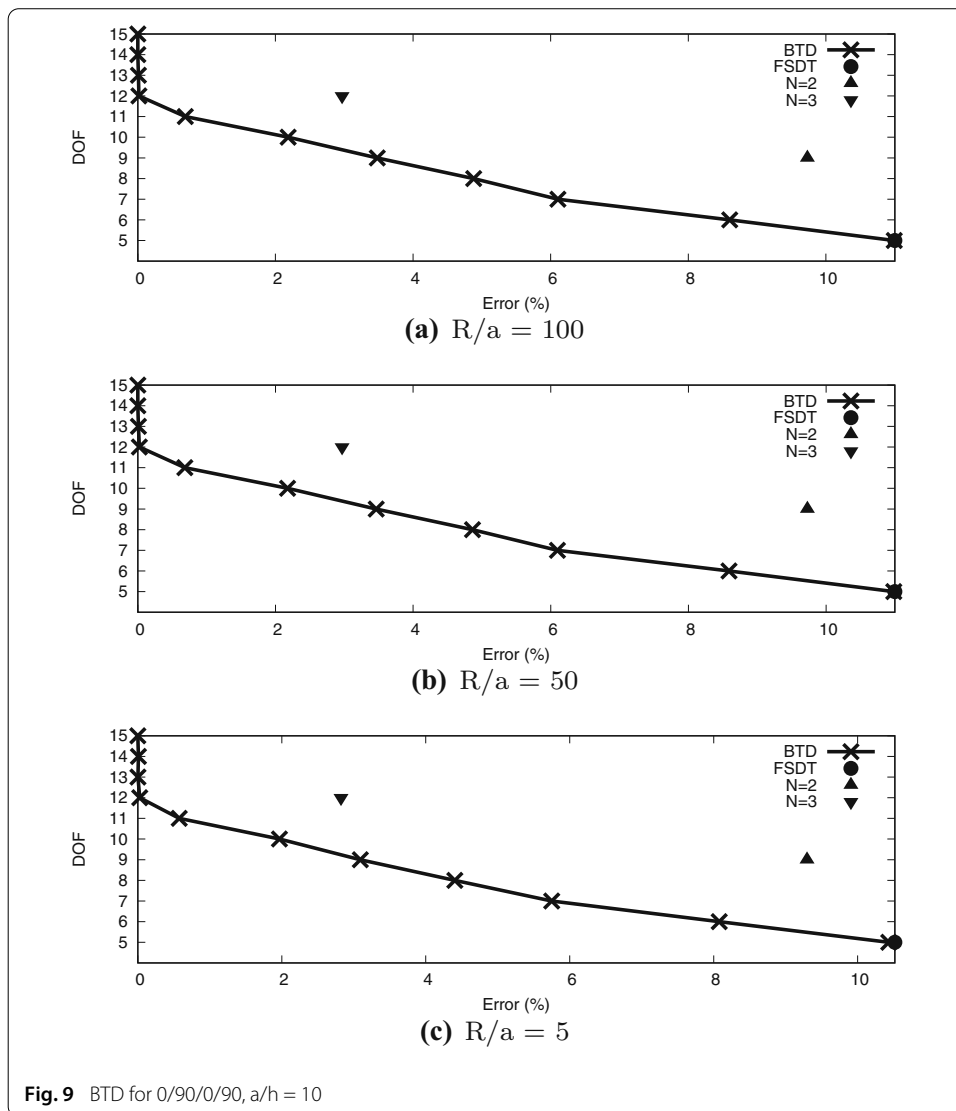 15
14
13
12
11
10
9
8
7
6
5
DOF
BTD
FSDT
N=2
N=3
0 2 4 6 8 10
Error (%)
(a) R/a = 100
15
14
13
12
11
10
9
8
7
6
5
DOF
BTD
FSDT
N=2
N=3
0 2 4 6 8 10
Error (%)
(b) R/a = 50
15
14
13
12
11
10
9
8
7
6
5
DOF
BTD
FSDT
N=2
N=3
0 2 4 6 8 10
Error (%)
(c) R/a = 5
Fig. 9 BTD for 0/90/0/90, a/h = 10